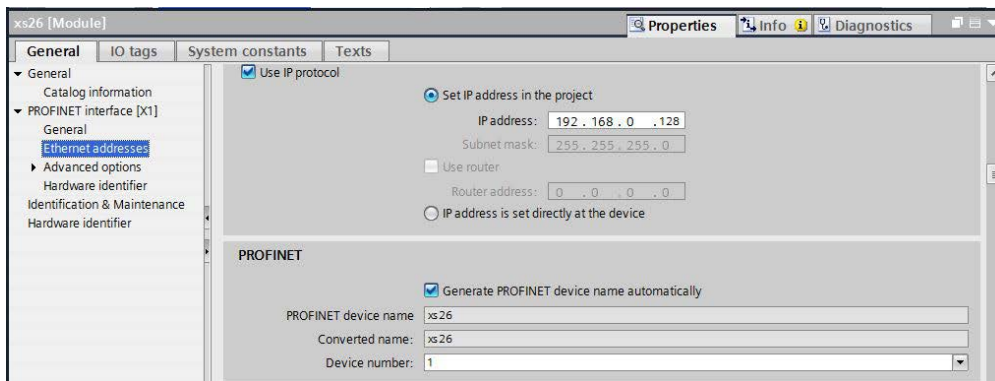 xs26 [Module]
Properties
Info
Diagnostics
General
IO tags
System constants
Texts
General
Catalog information
PROFINET interface [X1]
General
Ethernet addresses
Advanced options
Hardware identifier
Identification & Maintenance
Hardware identifier
Use IP protocol
Set IP address in the project
IP address: 192 . 168 . 0 . 128
Subnet mask: 255 . 255 . 255 . 0
Use router
Router address: 0 . 0 . 0 . 0
IP address is set directly at the device
PROFINET
Generate PROFINET device name automatically
PROFINET device name xs26
Converted name: xs26
Device number: 1